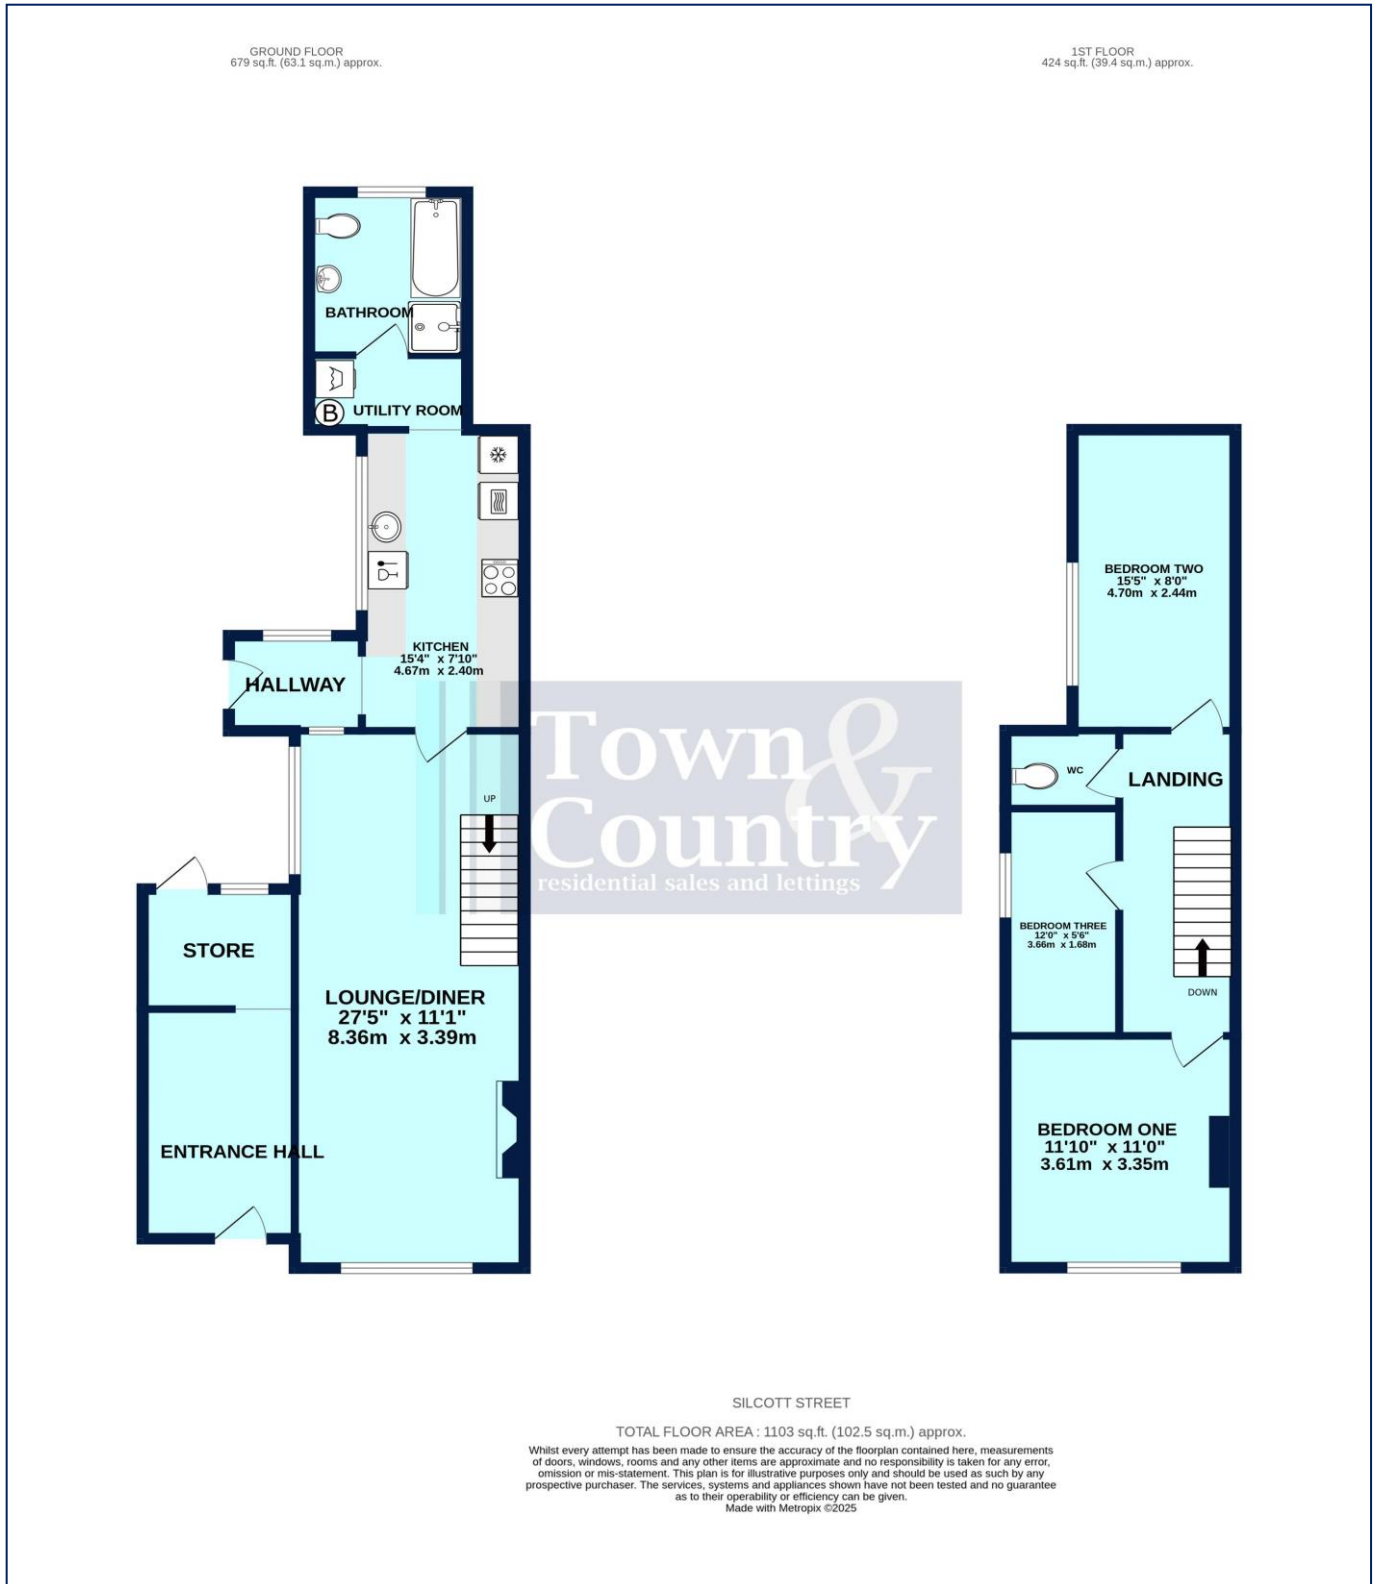 GROUND FLOOR
679 sq.ft. (63.1 sq.m.) approx.
1ST FLOOR
424 sq.ft. (39.4 sq.m.) approx.
BATHROOM
B
UTILITY ROOM
KITCHEN
15'4" x 7'10"
4.67m x 2.40m
HALLWAY
UP
STORE
LOUNGE/DINER
27'5" x 11'1"
8.36m x 3.39m
ENTRANCE HALL
Town &
Country
residential sales and lettings
BEDROOM TWO
15'5" x 8'0"
4.70m x 2.44m
WC
LANDING
BEDROOM THREE
12'0" x 5'6"
3.66m x 1.68m
DOWN
BEDROOM ONE
11'10" x 11'0"
3.61m x 3.35m
SILCOTT STREET
TOTAL FLOOR AREA : 1103 sq.ft. (102.5 sq.m.) approx.
Whilst every attempt has been made to ensure the accuracy of the floorplan contained here, measurements
of doors, windows, rooms and any other items are approximate and no responsibility is taken for any error,
omission or mis-statement. This plan is for illustrative purposes only and should be used as such by any
prospective purchaser. The services, systems and appliances shown have not been tested and no guarantee
as to their operability or efficiency can be given.
Made with Metropix ©2025